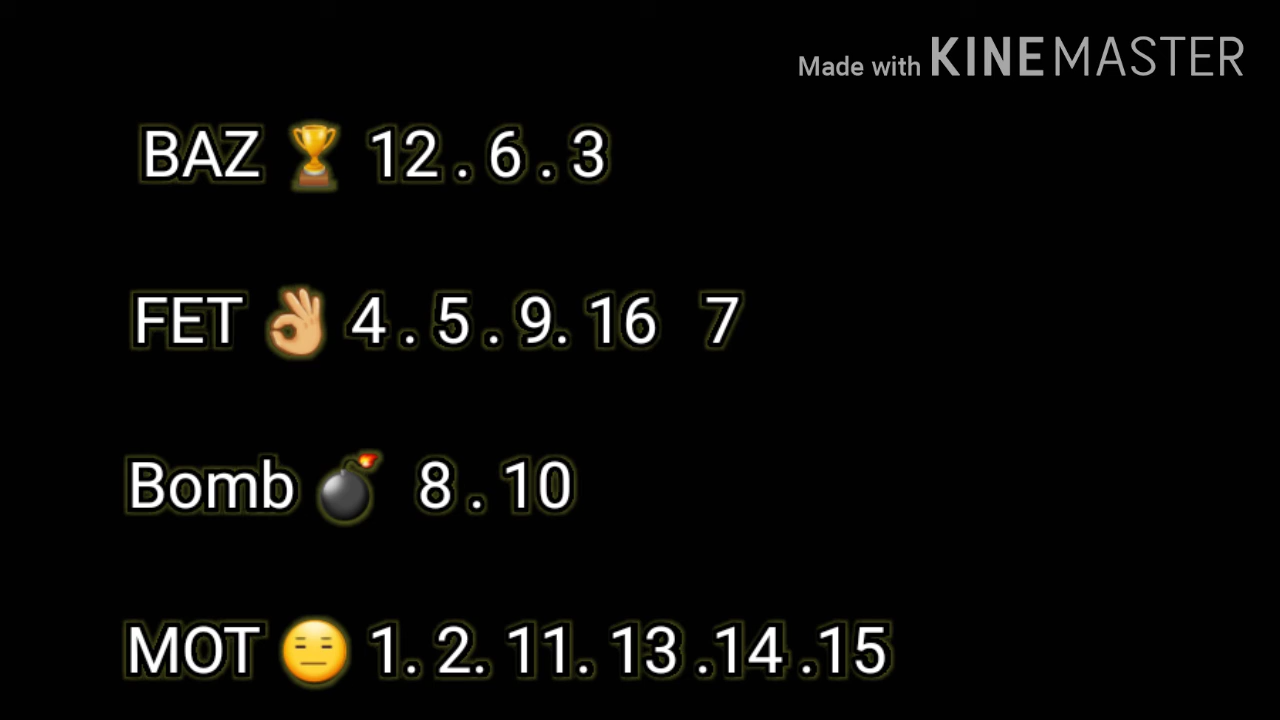 Made with KINEMASTER
BAZ 🏆 12 . 6 . 3
FET 👌🏼 4 . 5 . 9. 16 7
Bomb 💣 8 . 10
MOT 😑 1. 2. 11. 13 .14 .15